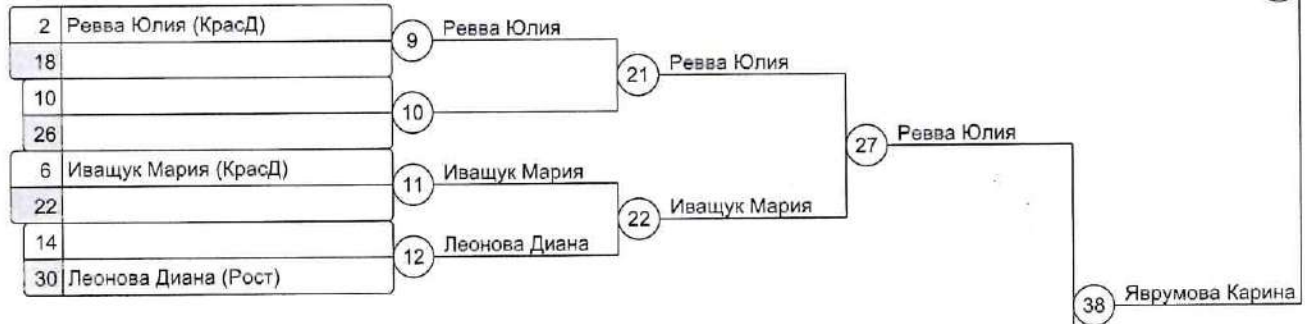 2 Ревва Юлия (КрасД)
18
9 Ревва Юлия
10
26
10
21 Ревва Юлия
6 Иващук Мария (КрасД)
22
11 Иващук Мария
14
30 Леонова Диана (Рост)
12 Леонова Диана
22 Иващук Мария
27 Ревва Юлия
38 Яврумова Карина